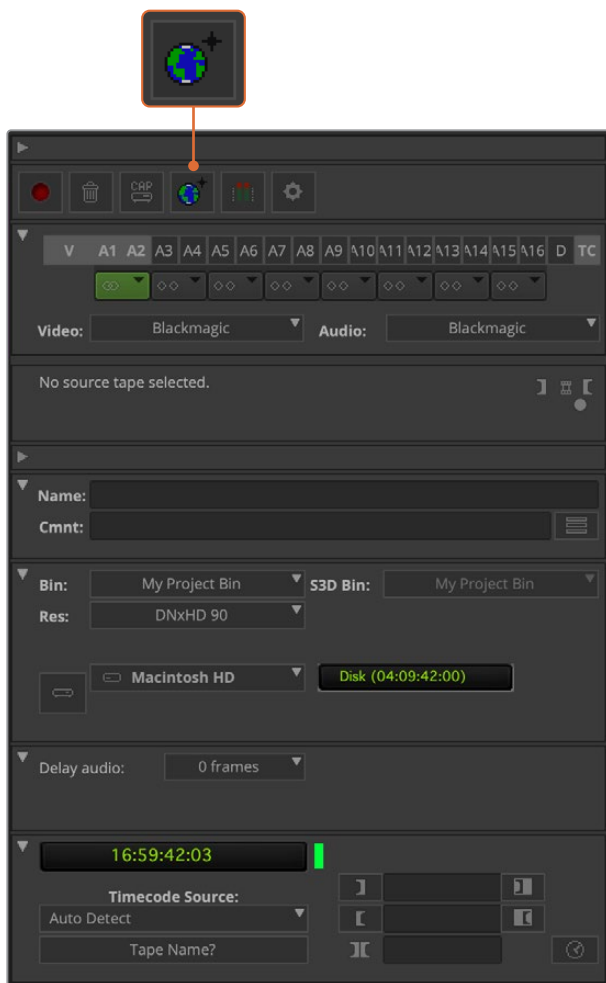 CAP
V A1 A2 A3 A4 A5 A6 A7 A8 A9 A10 A11 A12 A13 A14 A15 A16 D TC
Video: Blackmagic Audio: Blackmagic
No source tape selected.
Name:
Cmnt:
Bin: My Project Bin S3D Bin: My Project Bin
Res: DNxHD 90
Macintosh HD Disk (04:09:42:00)
Delay audio: 0 frames
16:59:42:03
Timecode Source:
Auto Detect
Tape Name?